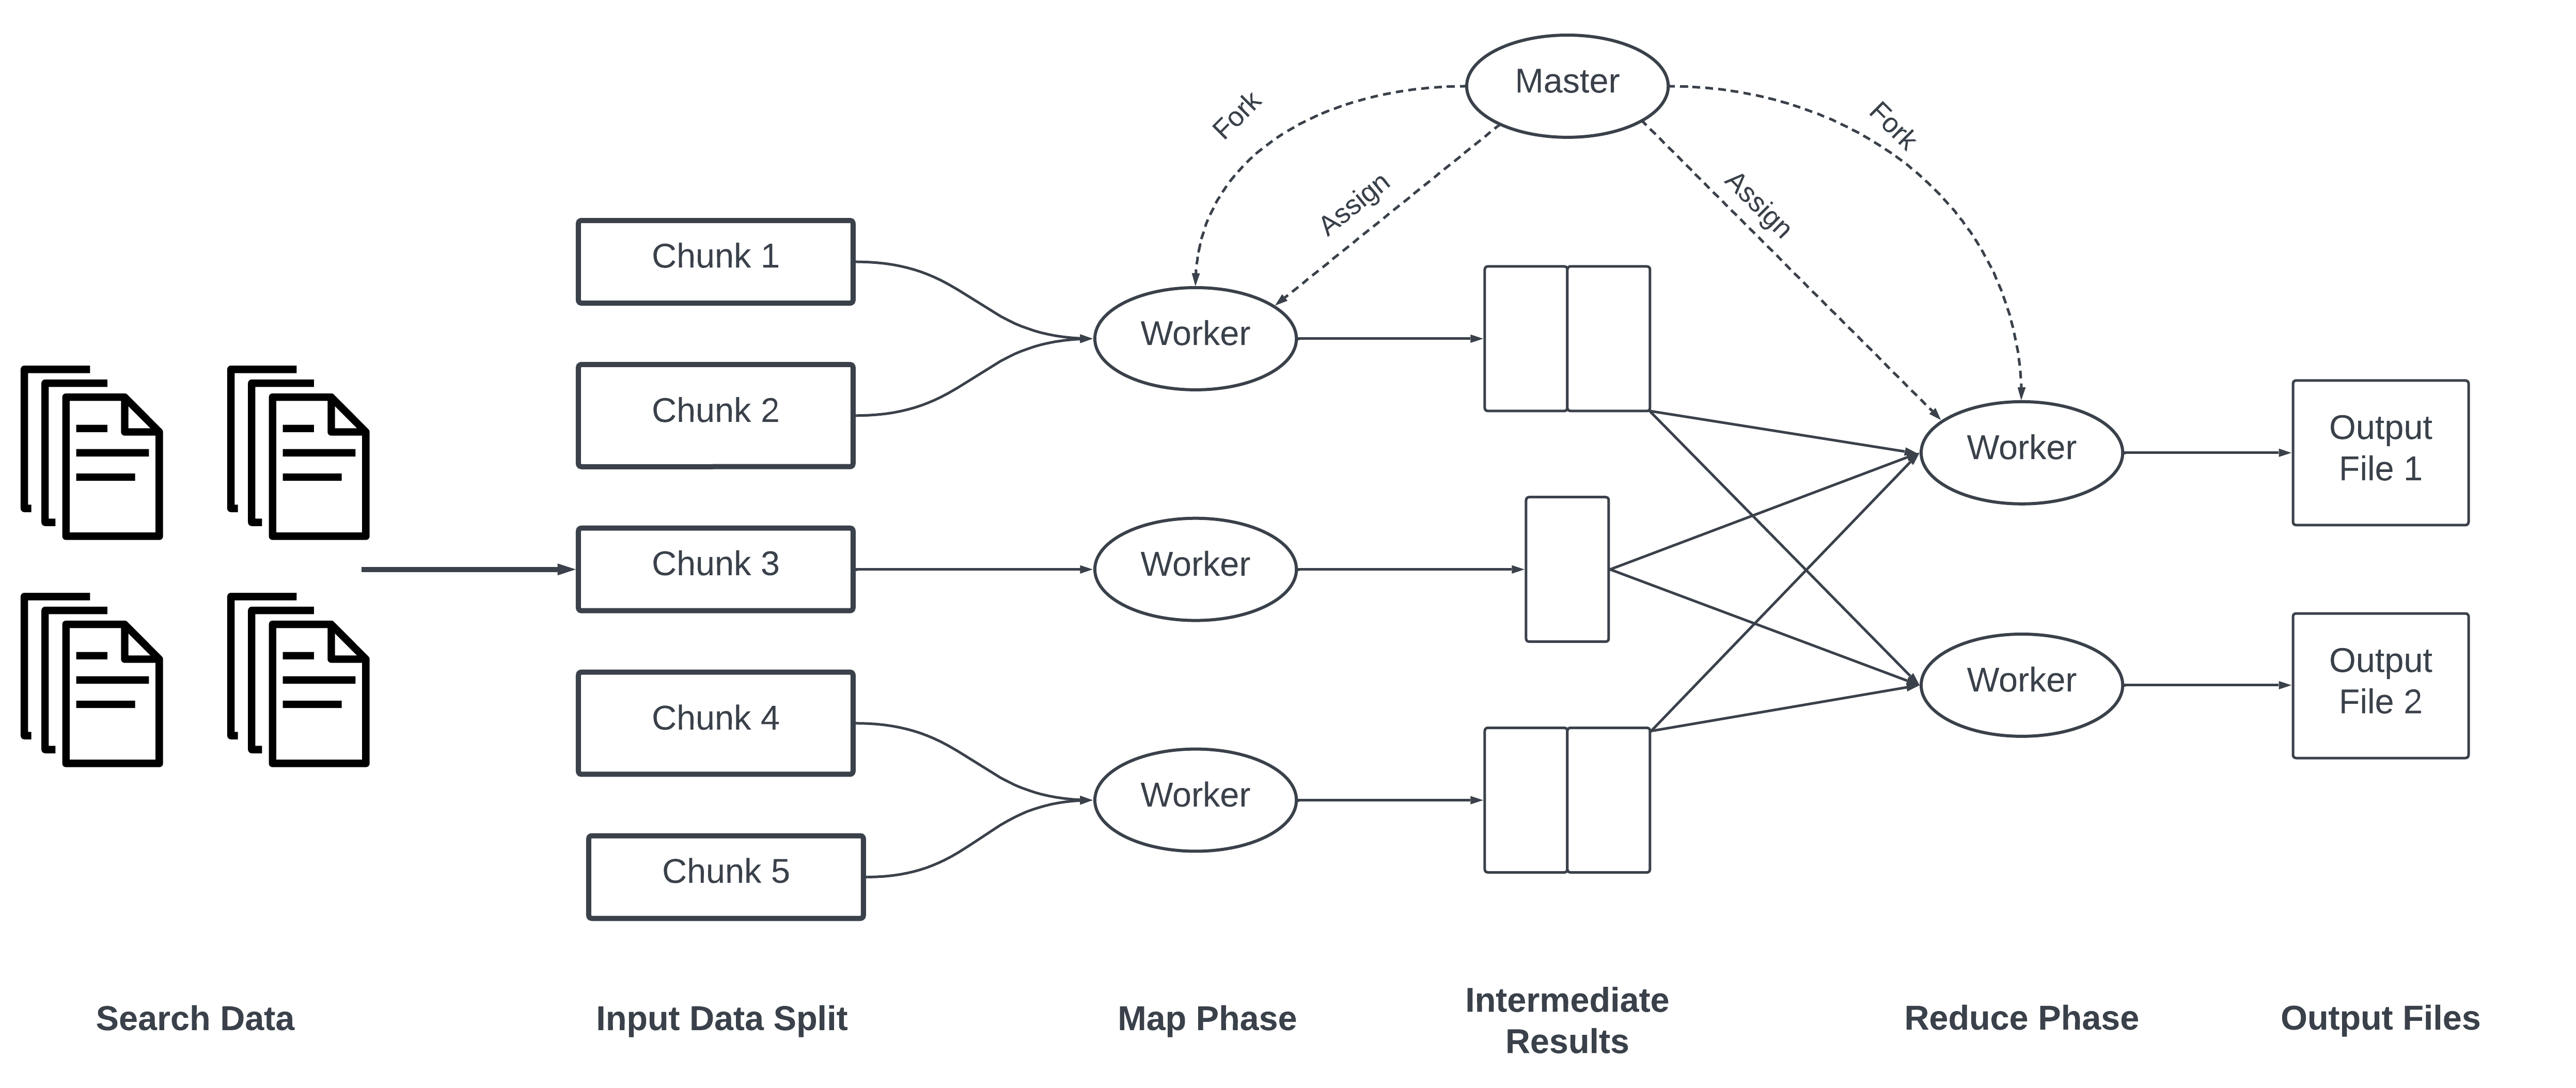 Master
Fork
Fork
Assign
Assign
Chunk 1
Chunk 2
Chunk 3
Chunk 4
Chunk 5
Worker
Worker
Worker
Worker
Worker
Output
File 1
Output
File 2
Search Data
Input Data Split
Map Phase
Intermediate
Results
Reduce Phase
Output Files